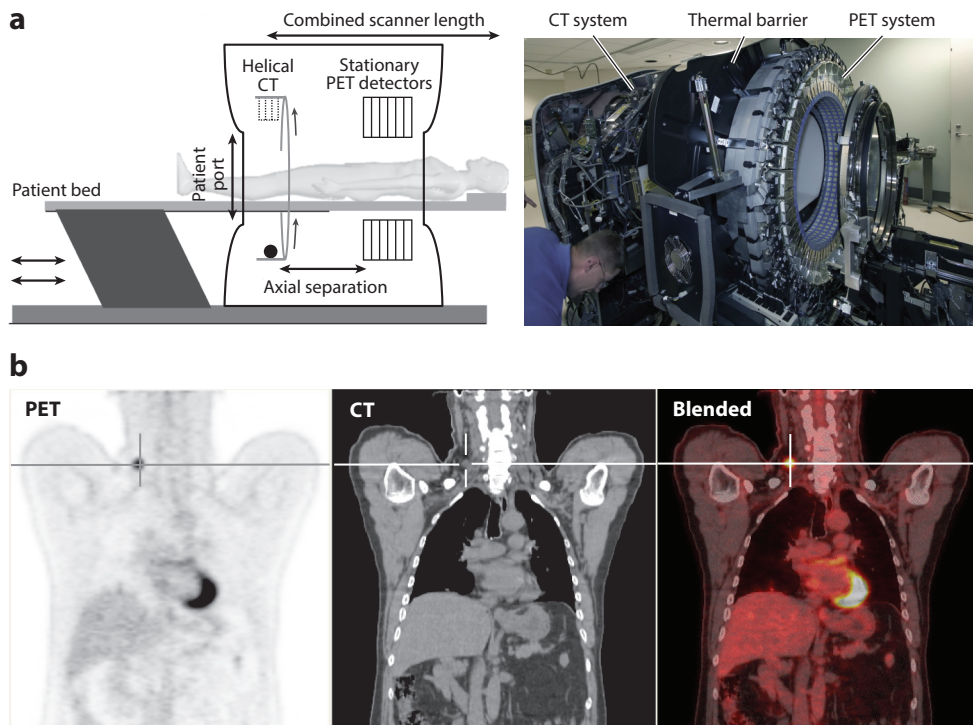 a
Combined scanner length
Helical
CT
Stationary
PET detectors
Patient
port
Patient bed
Axial separation
CT system
Thermal barrier
PET system
b
PET
CT
Blended